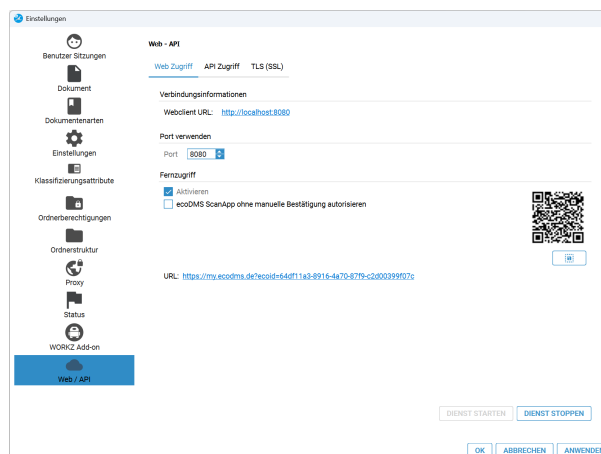 Einstellungen
Benutzer Sitzungen
Dokument
Dokumentenarten
Einstellungen
Klassifizierungsattribute
Ordnerberechtigungen
Ordnerstruktur
Proxy
Status
WORKZ Add-on
Web / API
Web - API
Web Zugriff API Zugriff TLS (SSL)
Verbindungsinformationen
Webclient URL: http://localhost:8080
Port verwenden
Port 8080
Fernzugriff
Aktivieren
ecoDMS ScanApp ohne manuelle Bestätigung autorisieren
URL: https://my.ecodms.de?ecoid=64df11a3-8916-4a70-87f9-c2d00399f07c
DIENST STARTEN DIENST STOPPEN
OK ABBRECHEN ANWENDEN